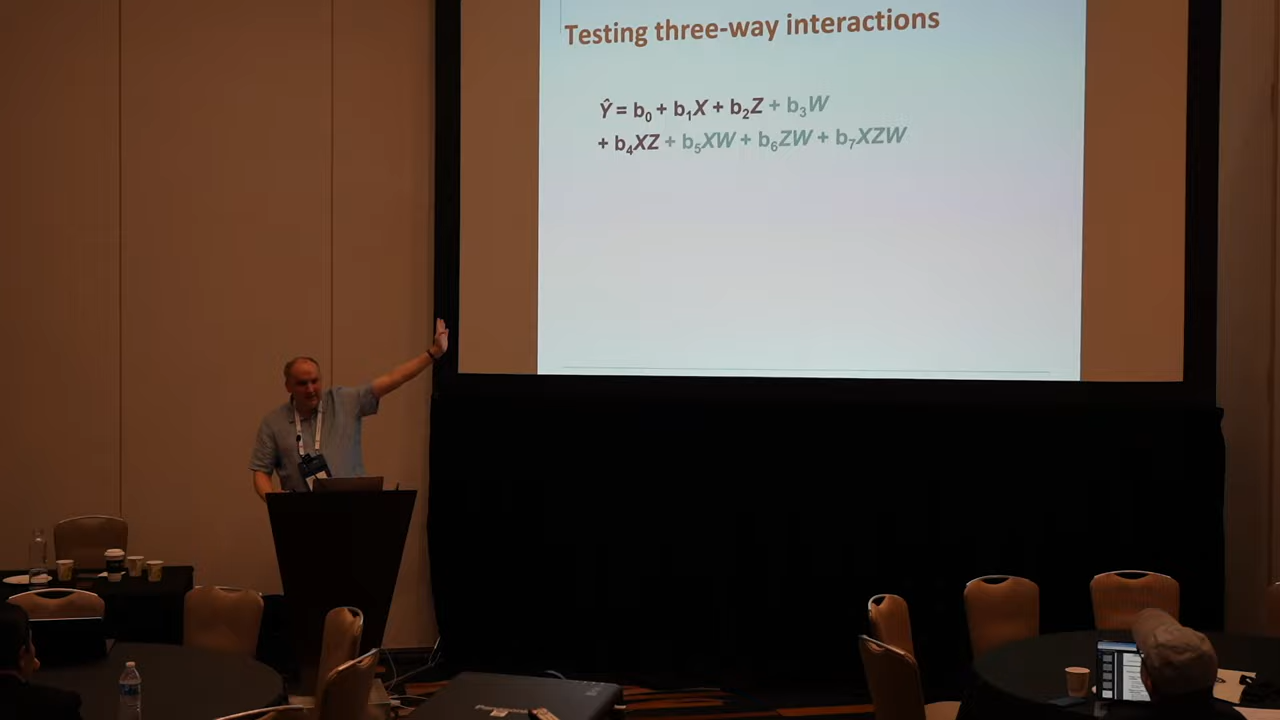 Testing three-way interactions
Ŷ = b₀ + b₁X + b₂Z + b₃W
+ b₄XZ + b₅XW + b₆ZW + b₇XZW